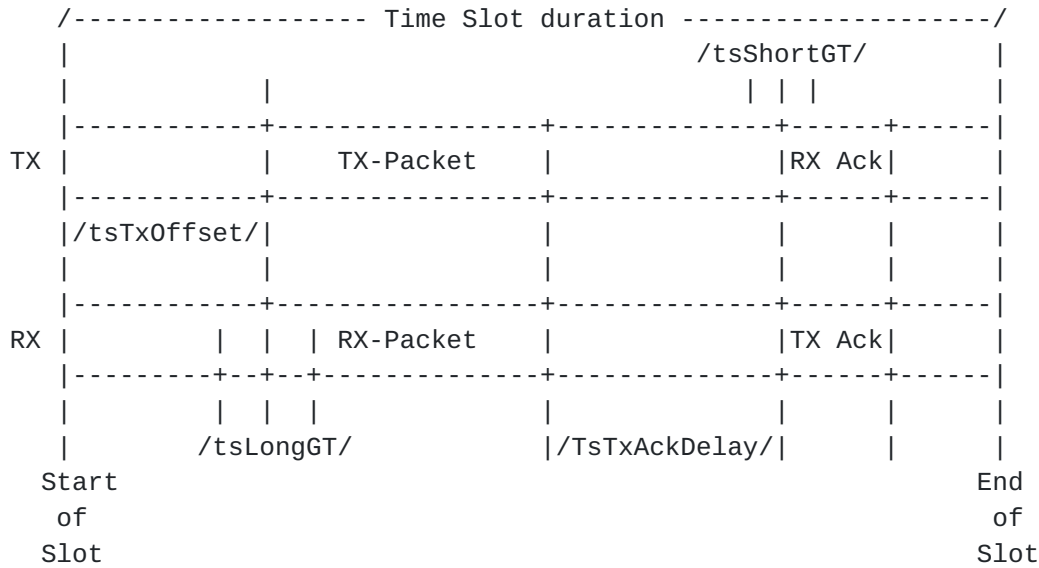 /------------------- Time Slot duration --------------------/
|                                        /tsShortGT/        |
|            |                              | | |           |
|------------+-----------------+--------------+------+------|
TX |            |    TX-Packet    |              |RX Ack|      |
|------------+-----------------+--------------+------+------|
|/tsTxOffset/|                 |              |      |      |
|            |                 |              |      |      |
|------------+-----------------+--------------+------+------|
RX |         |  |  | RX-Packet    |              |TX Ack|      |
|---------+--+--+--------------+--------------+------+------|
|         |  |  |              |              |      |      |
|        /tsLongGT/            |/TsTxAckDelay/|      |      |
Start                                                    End
of                                                        of
Slot                                                     Slot